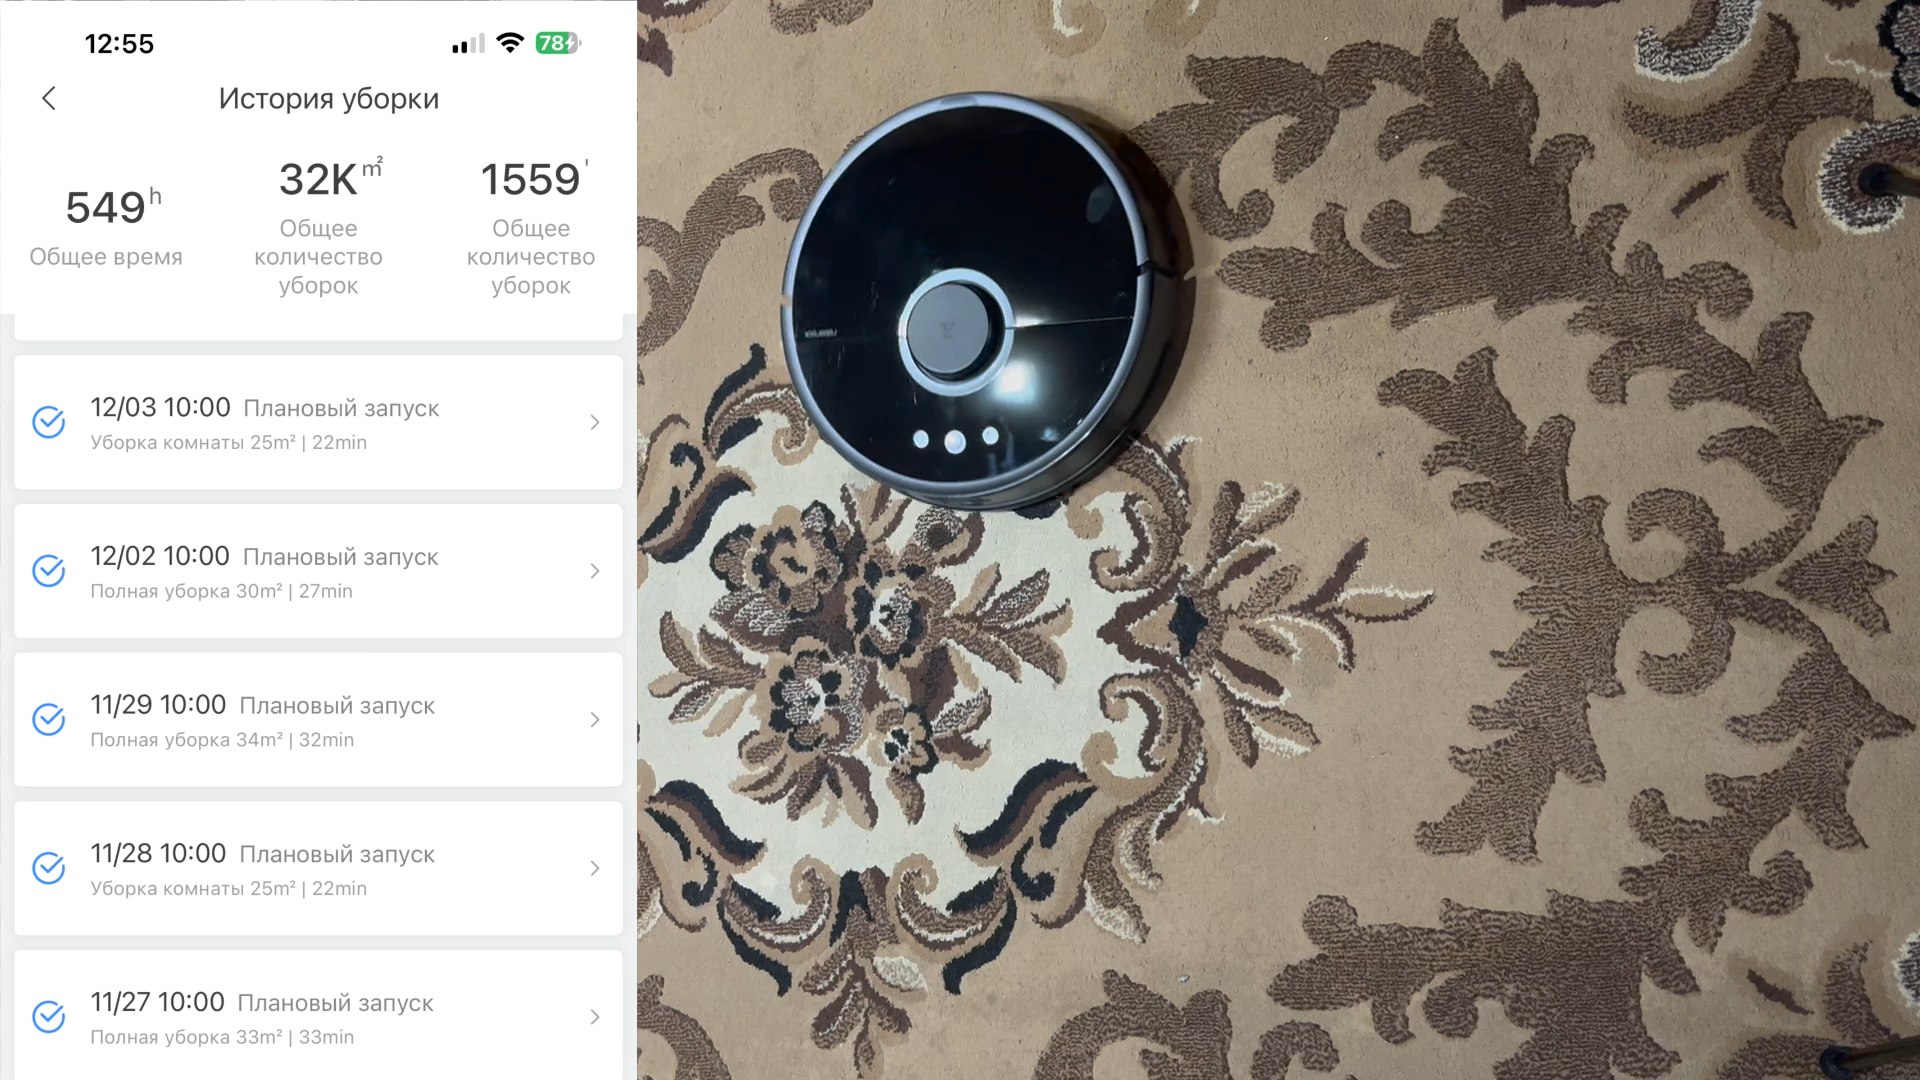 12:55
78
История уборки
549 h
Общее время
32K m²
Общее
количество
уборок
1559 '
Общее
количество
уборок
12/03 10:00 Плановый запуск
Уборка комнаты 25m² | 22min
12/02 10:00 Плановый запуск
Полная уборка 30m² | 27min
11/29 10:00 Плановый запуск
Полная уборка 34m² | 32min
11/28 10:00 Плановый запуск
Уборка комнаты 25m² | 22min
11/27 10:00 Плановый запуск
Полная уборка 33m² | 33min